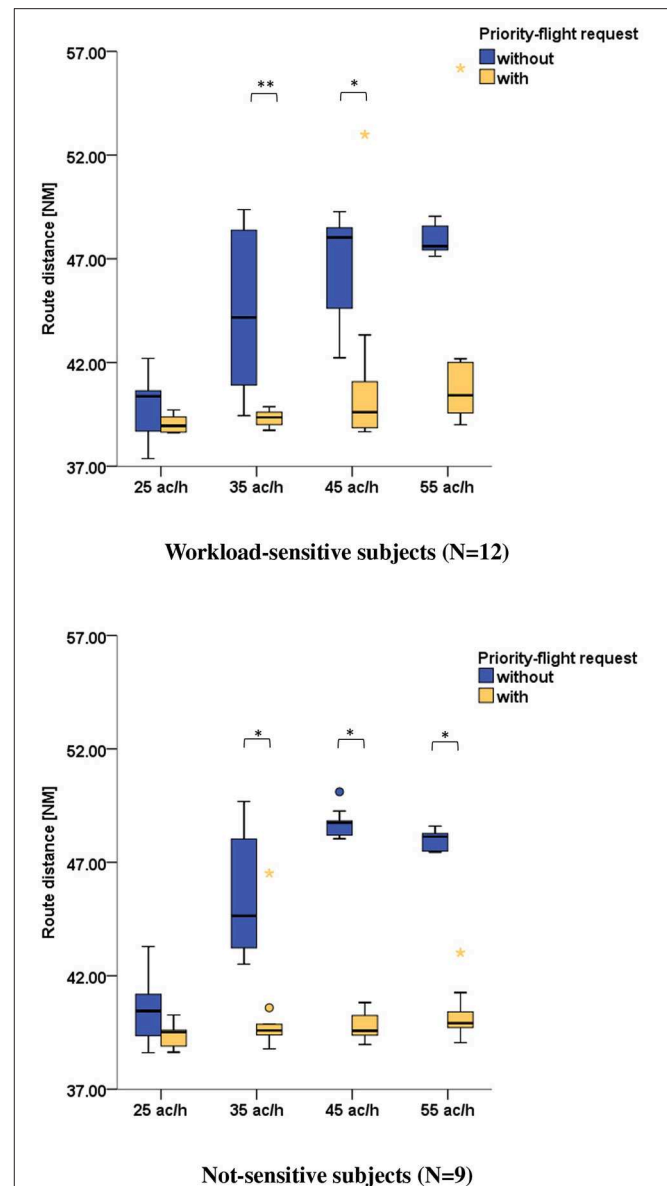 Priority-flight request
without
with
57.00
52.00
47.00
42.00
37.00
Route distance [NM]
**
*
25 ac/h 35 ac/h 45 ac/h 55 ac/h
Workload-sensitive subjects (N=12)
Priority-flight request
without
with
57.00
52.00
47.00
42.00
37.00
Route distance [NM]
*
*
*
25 ac/h 35 ac/h 45 ac/h 55 ac/h
Not-sensitive subjects (N=9)